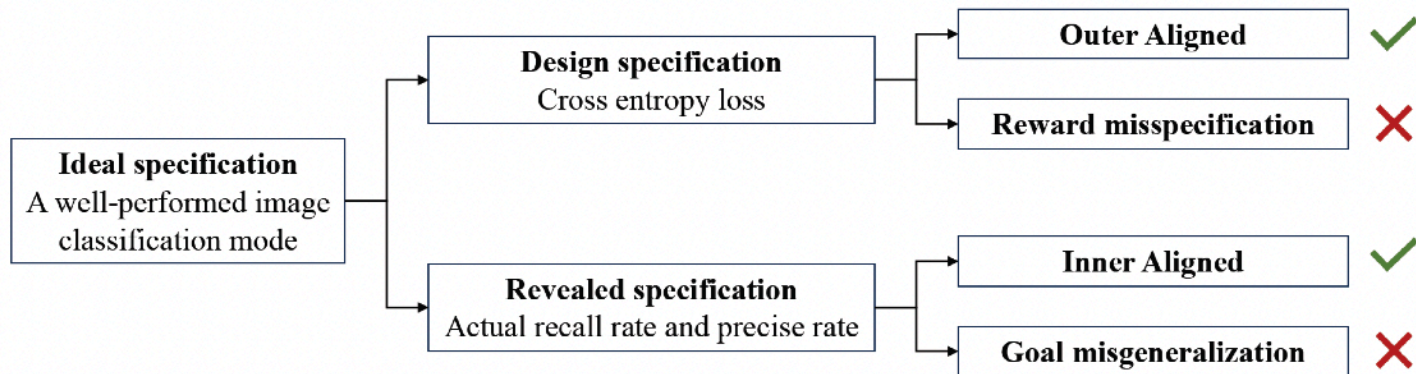 Ideal specification
A well-performed image
classification mode
Design specification
Cross entropy loss
Revealed specification
Actual recall rate and precise rate
Outer Aligned
Reward misspecification
Inner Aligned
Goal misgeneralization